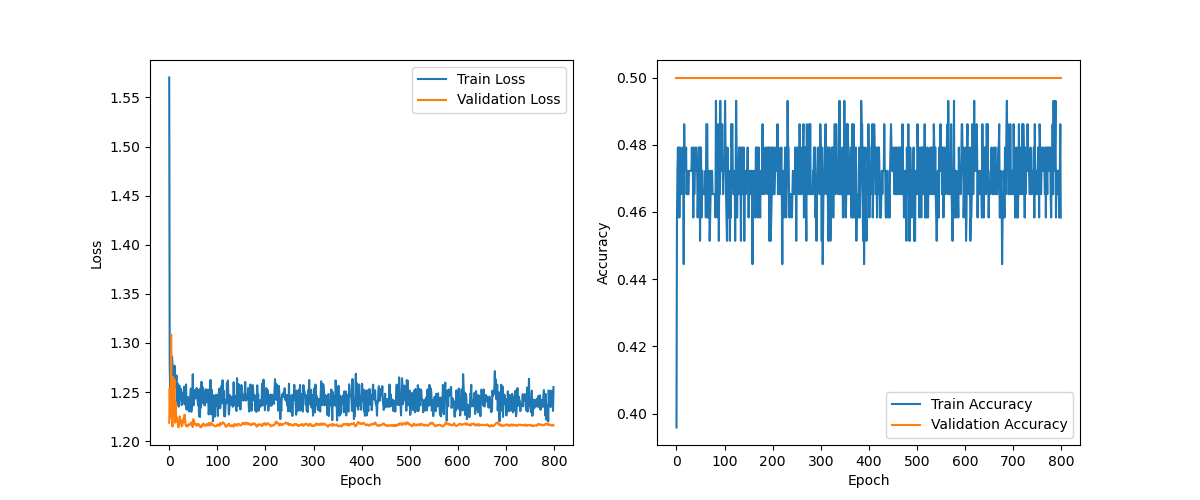 Train Loss
Validation Loss
1.55
1.50
1.45
1.40
1.35
1.30
1.25
1.20
Loss
0 100 200 300 400 500 600 700 800
Epoch
0.50
0.48
0.46
0.44
0.42
0.40
Accuracy
Train Accuracy
Validation Accuracy
0 100 200 300 400 500 600 700 800
Epoch